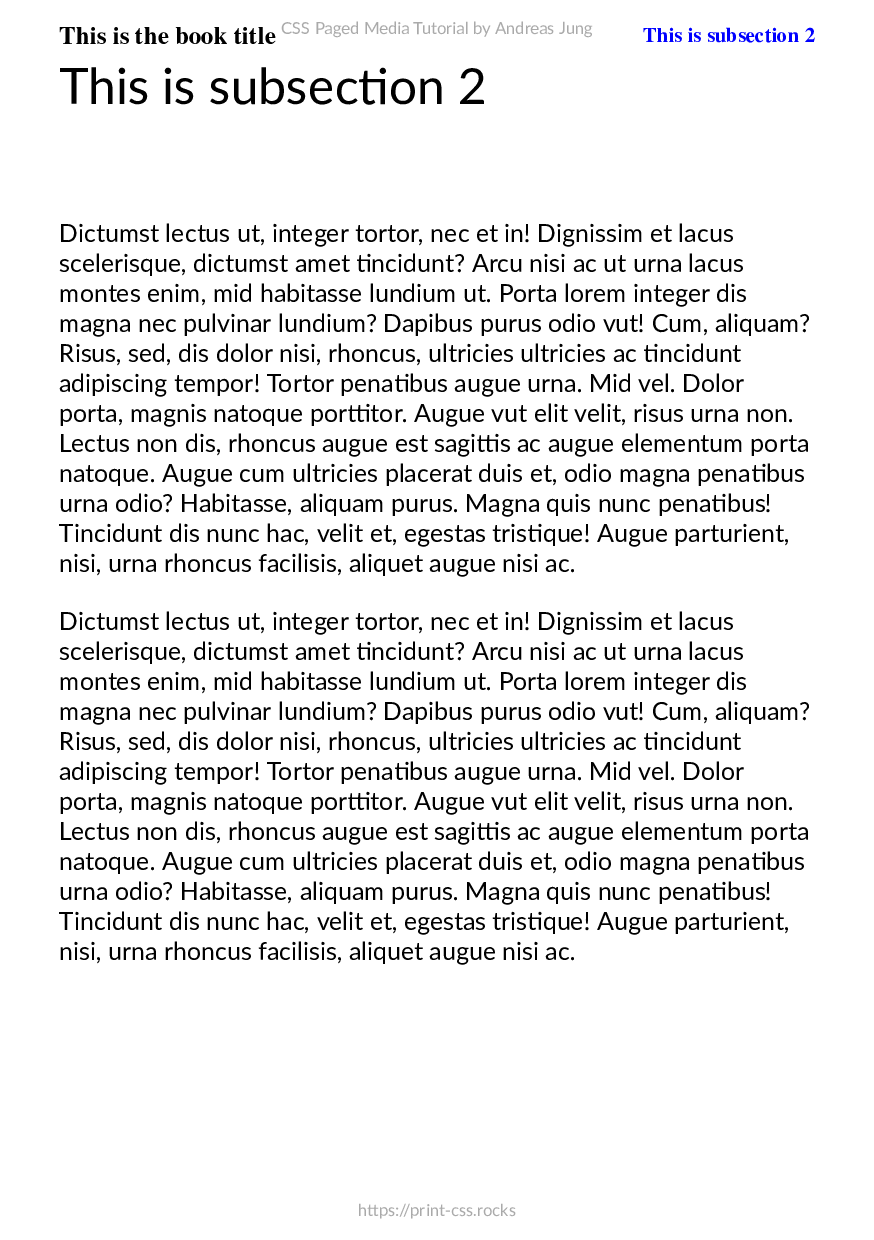 This is the book title CSS Paged Media Tutorial by Andreas Jung This is subsection 2
This is subsection 2
Dictumst lectus ut, integer tortor, nec et in! Dignissim et lacus
scelerisque, dictumst amet tincidunt? Arcu nisi ac ut urna lacus
montes enim, mid habitasse lundium ut. Porta lorem integer dis
magna nec pulvinar lundium? Dapibus purus odio vut! Cum, aliquam?
Risus, sed, dis dolor nisi, rhoncus, ultricies ultricies ac tincidunt
adipiscing tempor! Tortor penatibus augue urna. Mid vel. Dolor
porta, magnis natoque porttitor. Augue vut elit velit, risus urna non.
Lectus non dis, rhoncus augue est sagittis ac augue elementum porta
natoque. Augue cum ultricies placerat duis et, odio magna penatibus
urna odio? Habitasse, aliquam purus. Magna quis nunc penatibus!
Tincidunt dis nunc hac, velit et, egestas tristique! Augue parturient,
nisi, urna rhoncus facilisis, aliquet augue nisi ac.
Dictumst lectus ut, integer tortor, nec et in! Dignissim et lacus
scelerisque, dictumst amet tincidunt? Arcu nisi ac ut urna lacus
montes enim, mid habitasse lundium ut. Porta lorem integer dis
magna nec pulvinar lundium? Dapibus purus odio vut! Cum, aliquam?
Risus, sed, dis dolor nisi, rhoncus, ultricies ultricies ac tincidunt
adipiscing tempor! Tortor penatibus augue urna. Mid vel. Dolor
porta, magnis natoque porttitor. Augue vut elit velit, risus urna non.
Lectus non dis, rhoncus augue est sagittis ac augue elementum porta
natoque. Augue cum ultricies placerat duis et, odio magna penatibus
urna odio? Habitasse, aliquam purus. Magna quis nunc penatibus!
Tincidunt dis nunc hac, velit et, egestas tristique! Augue parturient,
nisi, urna rhoncus facilisis, aliquet augue nisi ac.
https://print-css.rocks